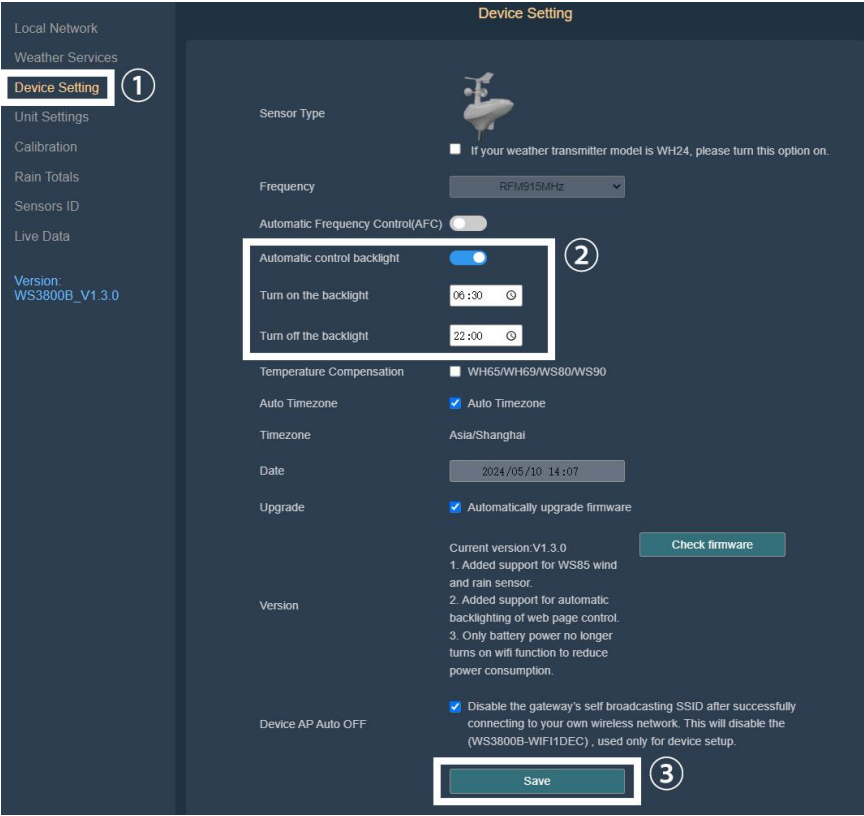 Device Setting
Local Network
Weather Services
Device Setting
①
Unit Settings
Calibration
Rain Totals
Sensors ID
Live Data
Version:
WS3800B_V1.3.0
Sensor Type
If your weather transmitter model is WH24, please turn this option on.
Frequency
RFM915MHz
Automatic Frequency Control(AFC)
②
Automatic control backlight
Turn on the backlight
06:30
Turn off the backlight
22:00
Temperature Compensation
WH65/WH69/WS80/WS90
Auto Timezone
Auto Timezone
Timezone
Asia/Shanghai
Date
2024/05/10 14:07
Upgrade
Automatically upgrade firmware
Version
Current version:V1.3.0
1. Added support for WS85 wind
and rain sensor.
2. Added support for automatic
backlighting of web page control.
3. Only battery power no longer
turns on wifi function to reduce
power consumption.
Check firmware
Device AP Auto OFF
Disable the gateway's self broadcasting SSID after successfully
connecting to your own wireless network. This will disable the
(WS3800B-WIFI1DEC) , used only for device setup.
Save
③